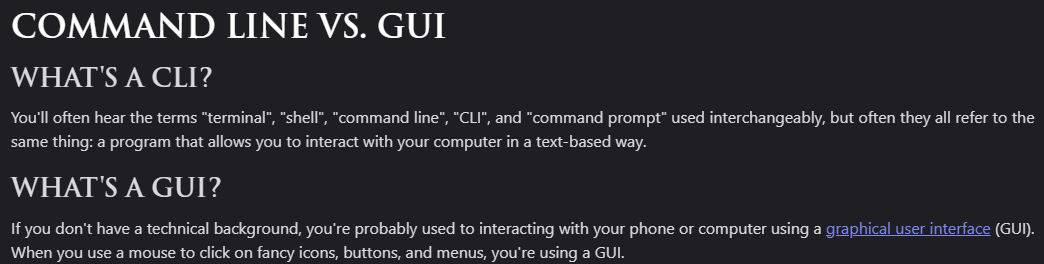 COMMAND LINE VS. GUI
WHAT'S A CLI?
You'll often hear the terms "terminal", "shell", "command line", "CLI", and "command prompt" used interchangeably, but often they all refer to the
same thing: a program that allows you to interact with your computer in a text-based way.
WHAT'S A GUI?
If you don't have a technical background, you're probably used to interacting with your phone or computer using a graphical user interface (GUI).
When you use a mouse to click on fancy icons, buttons, and menus, you're using a GUI.